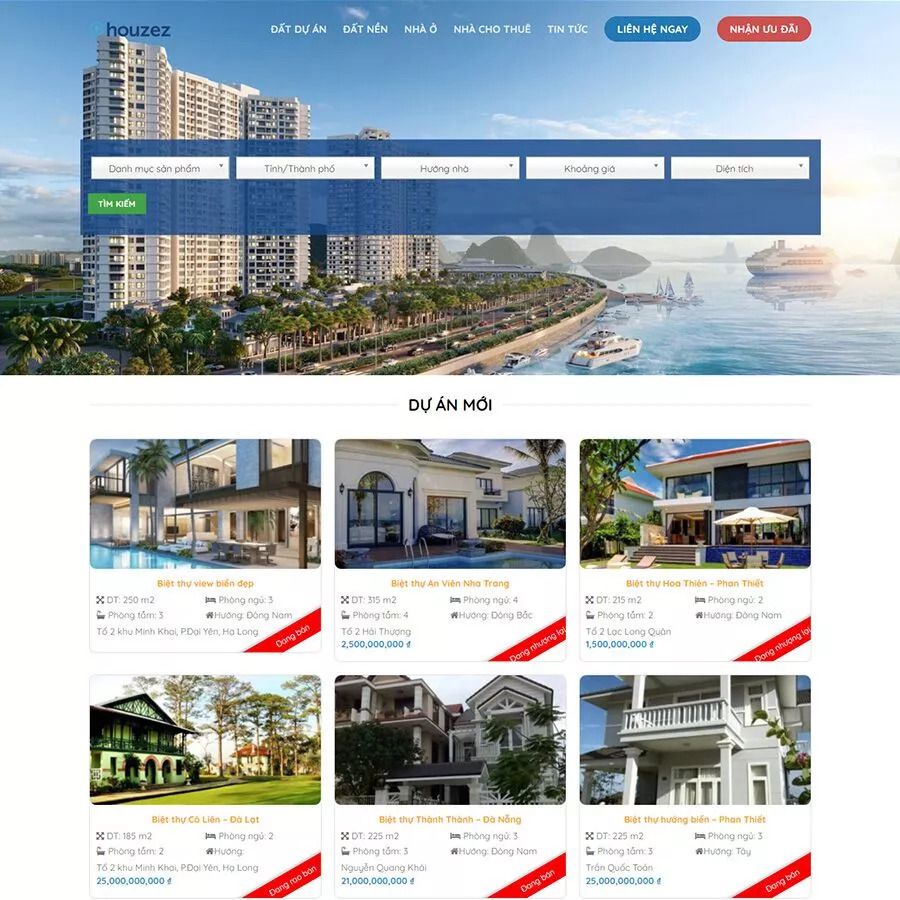 houzez
ĐẤT DỰ ÁN ĐẤT NỀN NHÀ Ở NHÀ CHO THUÊ TIN TỨC LIÊN HỆ NGAY NHẬN ƯU ĐÃI
Danh mục sản phẩm Tỉnh/Thành phố Hướng nhà Khoảng giá Diện tích
TÌM KIẾM
DỰ ÁN MỚI
Biệt thự view biển đẹp
DT: 250 m2 Phòng ngủ: 3
Phòng tắm: 3 Hướng: Đông Nam
Tổ 2 khu Minh Khai, P.Đại Yên, Hạ Long
Đang bán
Biệt thự An Viên Nha Trang
DT: 315 m2 Phòng ngủ: 4
Phòng tắm: 4 Hướng: Đông Bắc
Tổ 2 Hải Thượng
2,500,000,000 ₫
Đang nhượng lại
Biệt thự Hoa Thiên – Phan Thiết
DT: 215 m2 Phòng ngủ: 2
Phòng tắm: 2 Hướng: Đông Nam
Tổ 2 Lạc Long Quân
1,500,000,000 ₫
Đang nhượng lại
Biệt thự Cô Liên – Đà Lạt
DT: 185 m2 Phòng ngủ: 2
Phòng tắm: 2 Hướng:
Tổ 2 khu Minh Khai, P.Đại Yên, Hạ Long
25,000,000,000 ₫
Đang rao bán
Biệt thự Thành Thành – Đà Nẵng
DT: 225 m2 Phòng ngủ: 3
Phòng tắm: 3 Hướng: Đông Nam
Nguyễn Quang Khải
21,000,000,000 ₫
Đang bán
Biệt thự hướng biển – Phan Thiết
DT: 225 m2 Phòng ngủ: 3
Phòng tắm: 3 Hướng: Tây
Trần Quốc Toản
25,000,000,000 ₫
Đang bán